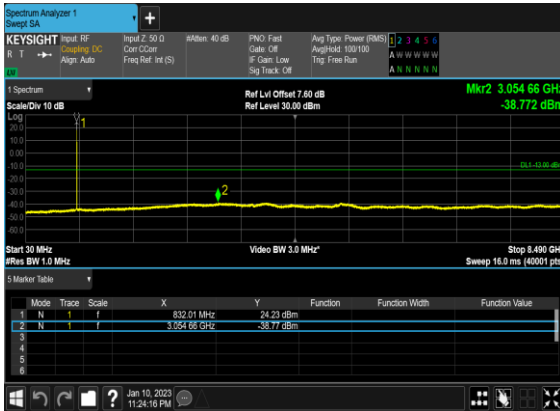 Spectrum Analyzer 1
Swept SA
KEYSIGHT Input: RF Input Z: 50 Ω #Atten: 40 dB PNO: Fast Avg Type: Power (RMS) 1 2 3 4 5 6
R T Coupling: DC Corr CCorr Gate: Off Avg|Hold: 100/100 A W W W W W
Align: Auto Freq Ref: Int (S) IF Gain: Low Trig: Free Run
LW Sig Track: Off A N N N N N
1 Spectrum Ref Lvl Offset 7.60 dB Mkr2 3.054 66 GHz
Scale/Div 10 dB Ref Level 30.00 dBm -38.772 dBm
Log
20.0
10.0
0.00
-10.0
-20.0
-30.0
-40.0
-50.0
-60.0
1
2
DL1 -13.00 dBm
Start 30 MHz Video BW 3.0 MHz* Stop 8.490 GHz
#Res BW 1.0 MHz Sweep 16.0 ms (40001 pts)
5 Marker Table
Mode Trace Scale X Y Function Function Width Function Value
1 N 1 f 832.01 MHz 24.23 dBm
2 N 1 f 3.054 66 GHz -38.77 dBm
3
4
5
6
? Jan 10, 2023
11:24:16 PM